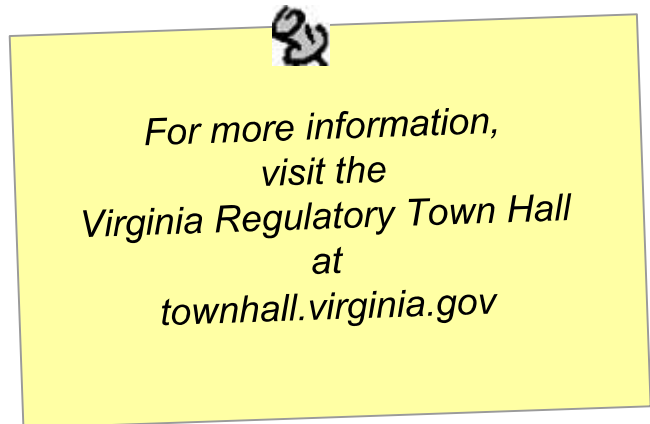 For more information,
visit the
Virginia Regulatory Town Hall
at
townhall.virginia.gov